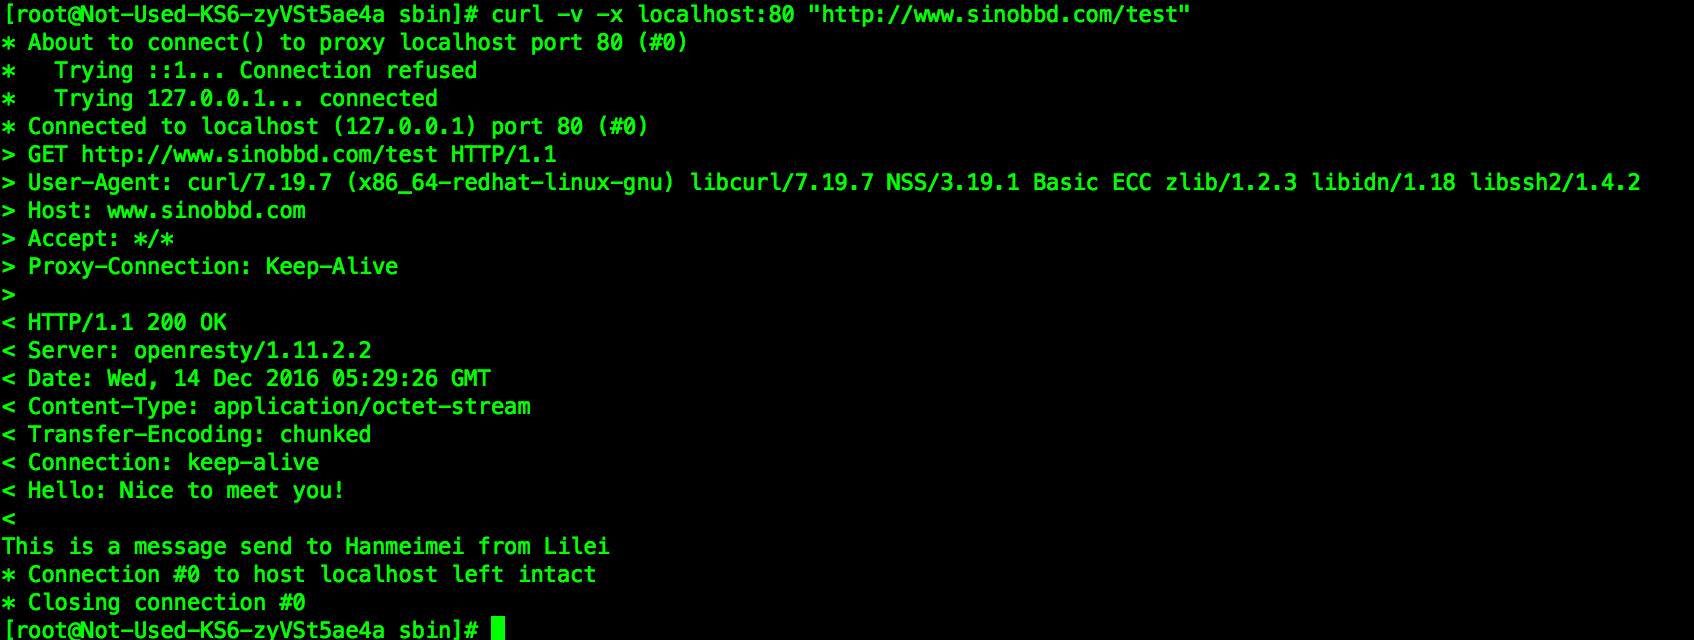 [root@Not-Used-KS6-zyVSt5ae4a sbin]# curl -v -x localhost:80 "http://www.sinobbd.com/test"
* About to connect() to proxy localhost port 80 (#0)
*   Trying ::1... Connection refused
*   Trying 127.0.0.1... connected
* Connected to localhost (127.0.0.1) port 80 (#0)
> GET http://www.sinobbd.com/test HTTP/1.1
> User-Agent: curl/7.19.7 (x86_64-redhat-linux-gnu) libcurl/7.19.7 NSS/3.19.1 Basic ECC zlib/1.2.3 libidn/1.18 libssh2/1.4.2
> Host: www.sinobbd.com
> Accept: */*
> Proxy-Connection: Keep-Alive
>
< HTTP/1.1 200 OK
< Server: openresty/1.11.2.2
< Date: Wed, 14 Dec 2016 05:29:26 GMT
< Content-Type: application/octet-stream
< Transfer-Encoding: chunked
< Connection: keep-alive
< Hello: Nice to meet you!
<
This is a message send to Hanmeimei from Lilei
* Connection #0 to host localhost left intact
* Closing connection #0
[root@Not-Used-KS6-zyVSt5ae4a sbin]#